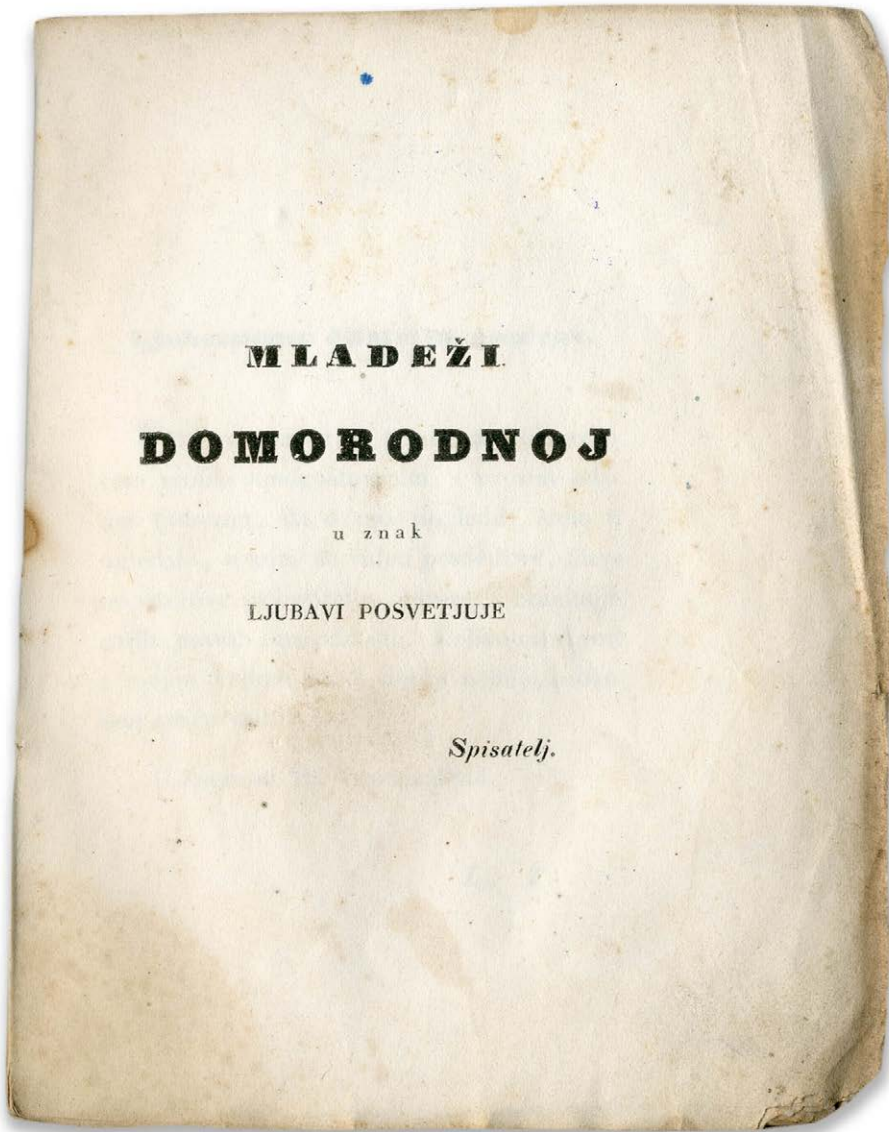 MLADEŽI
DOMORODNOJ
u znak
LJUBAVI POSVETJUJE
Spisatelj.